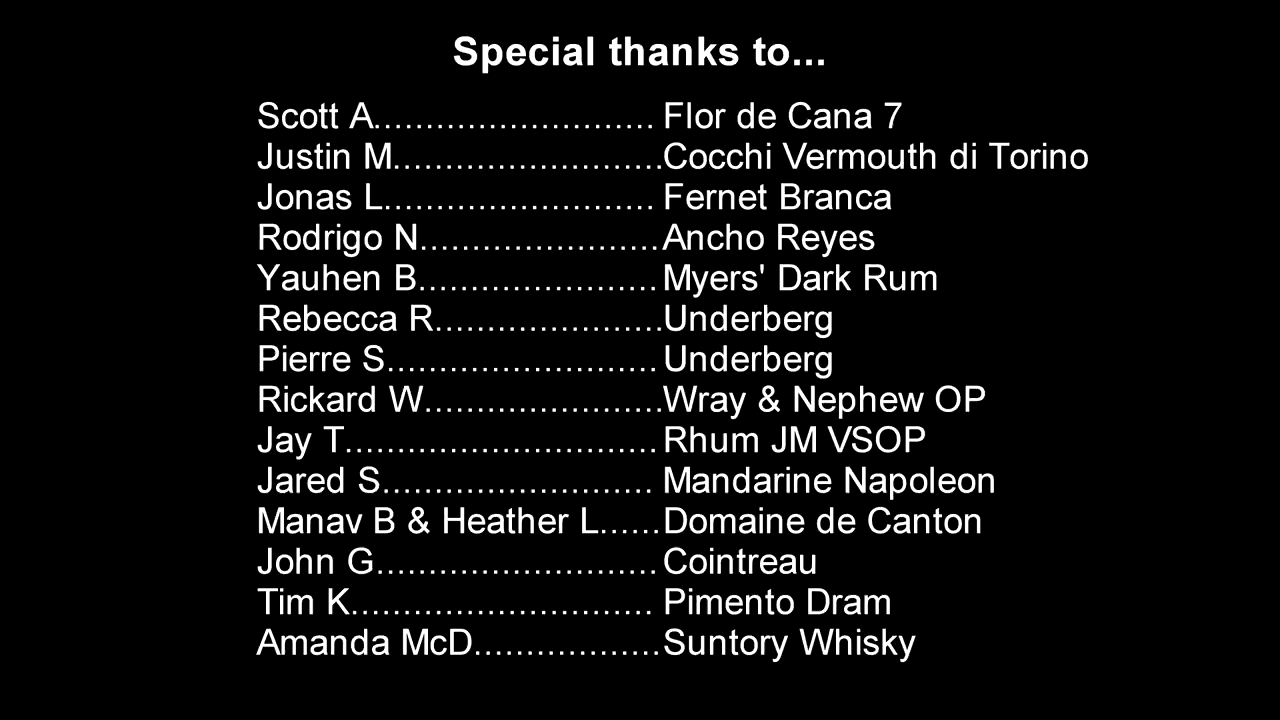 Special thanks to...
Scott A........................... Flor de Cana 7
Justin M..........................Cocchi Vermouth di Torino
Jonas L.......................... Fernet Branca
Rodrigo N.......................Ancho Reyes
Yauhen B....................... Myers' Dark Rum
Rebecca R......................Underberg
Pierre S.......................... Underberg
Rickard W.......................Wray & Nephew OP
Jay T.............................. Rhum JM VSOP
Jared S.......................... Mandarine Napoleon
Manav B & Heather L......Domaine de Canton
John G........................... Cointreau
Tim K............................. Pimento Dram
Amanda McD..................Suntory Whisky